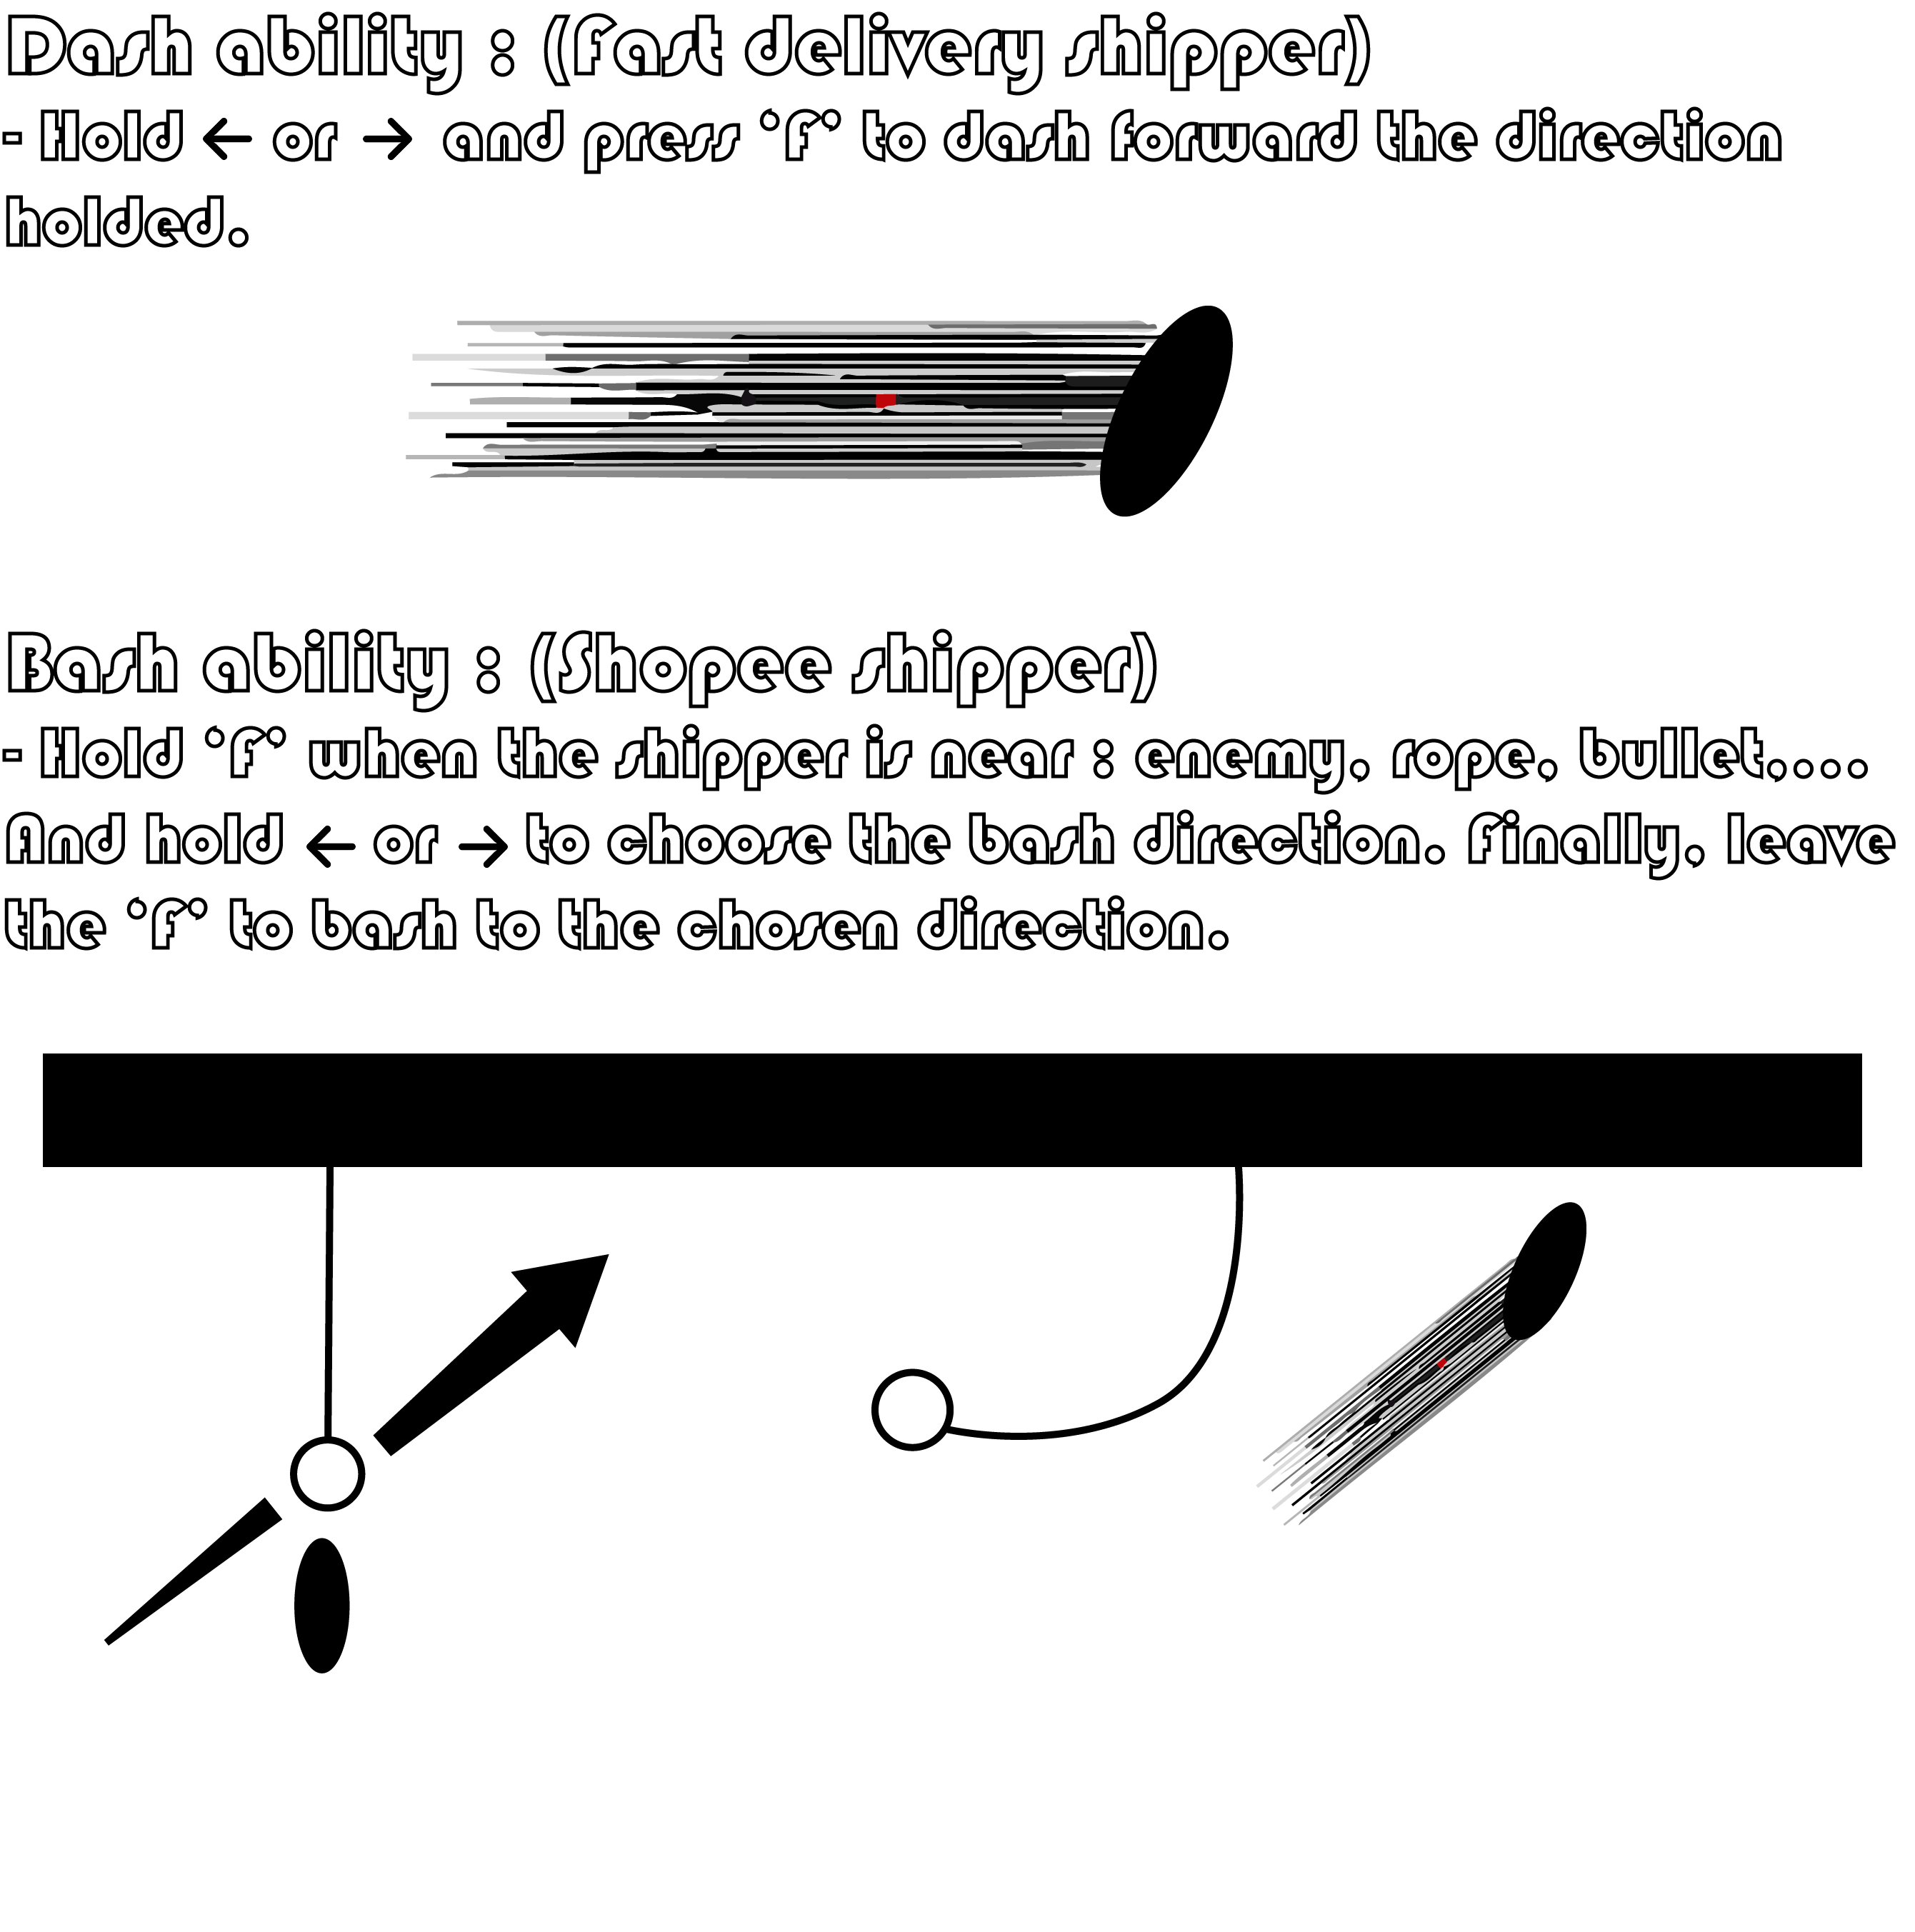 Dash ability : (Fast delivery shipper)
- Hold ← or → and press "F" to dash forward the direction
holded.
Bash ability : (Shopee shipper)
- Hold "F" when the shipper is near : enemy, rope, bullet,...
And hold ← or → to choose the bash direction. Finally, leave
the "F" to bash to the chosen direction.